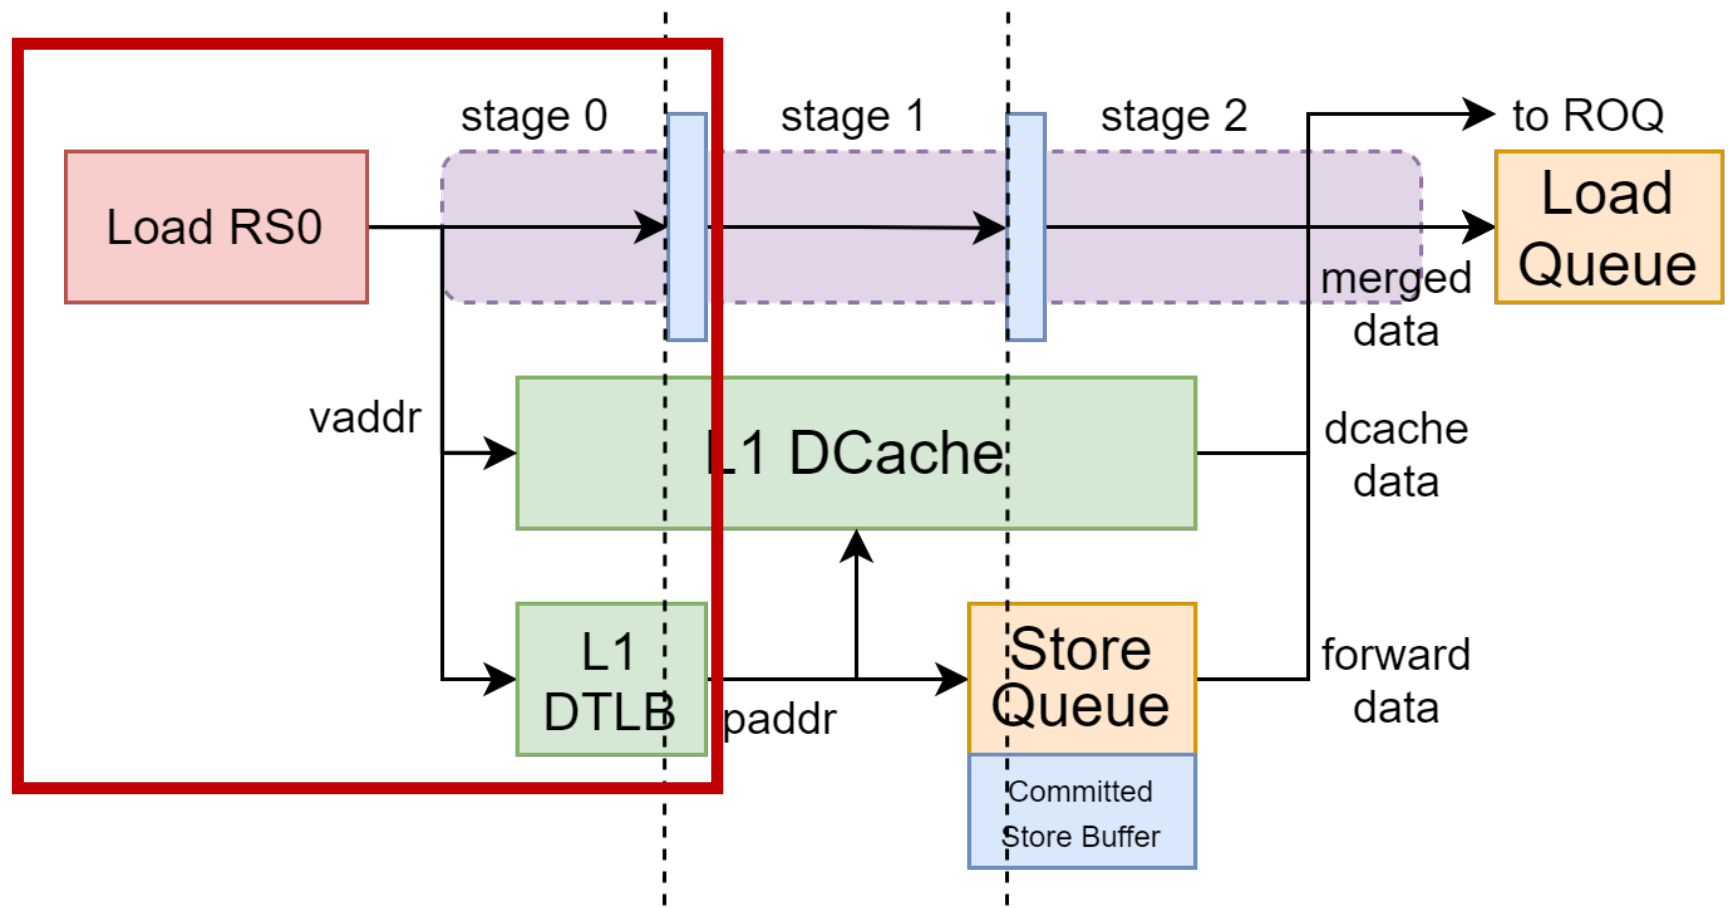 stage 0
stage 1
stage 2
to ROQ
Load RS0
Load
Queue
merged
data
vaddr
L1 DCache
dcache
data
L1
DTLB
paddr
Store
Queue
forward
data
Committed
Store Buffer